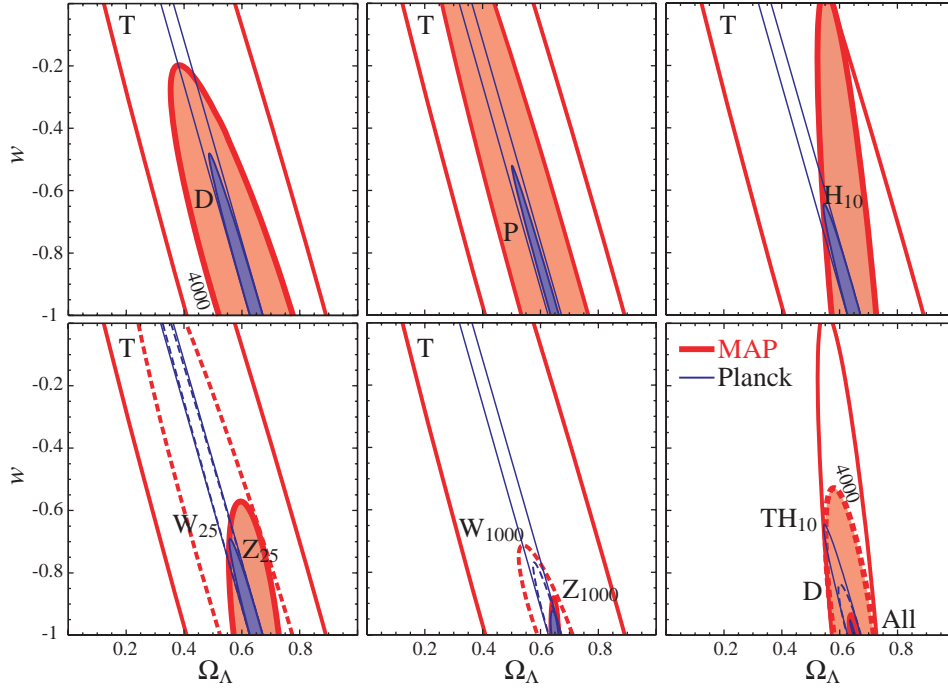 T T T
-0.2
-0.4
w
-0.6 D P H10
-0.8
4000
-1
T T MAP
Planck
-0.2
-0.4
w 4000
-0.6
W25 Z25 W1000 TH10
-0.8
Z1000 D
All
-1
0.2 0.4 0.6 0.8 0.2 0.4 0.6 0.8 0.2 0.4 0.6 0.8
ΩΛ ΩΛ ΩΛ